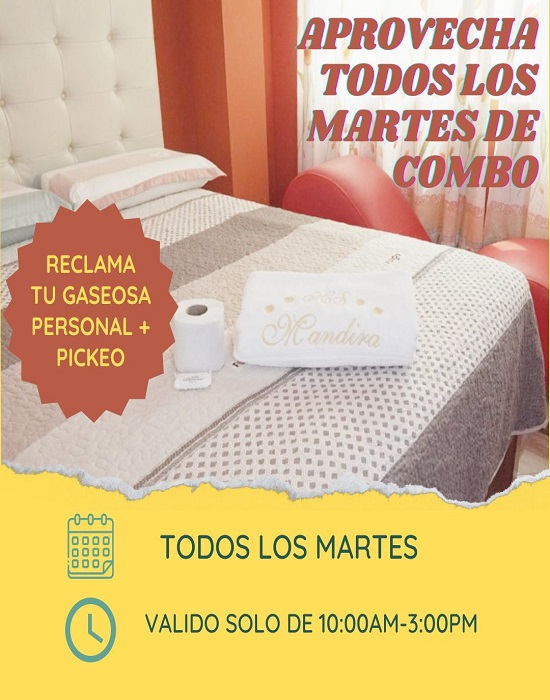 APROVECHA
TODOS LOS
MARTES DE
COMBO
RECLAMA
TU GASEOSA
PERSONAL +
PICKEO
Mandira
TODOS LOS MARTES
VALIDO SOLO DE 10:00AM-3:00PM